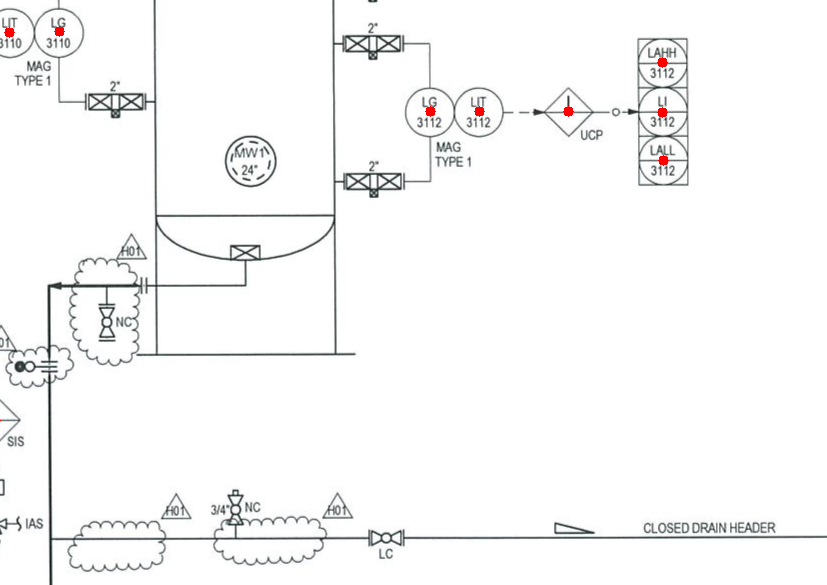 LIT
3110
LG
3110
MAG
TYPE 1
2"
2"
LG
3112
LIT
3112
MAG
TYPE 1
2"
I
UCP
LAHH
3112
LI
3112
LALL
3112
MW1
24"
H01
NC
01
SIS
IAS
H01
3/4"
NC
H01
LC
CLOSED DRAIN HEADER